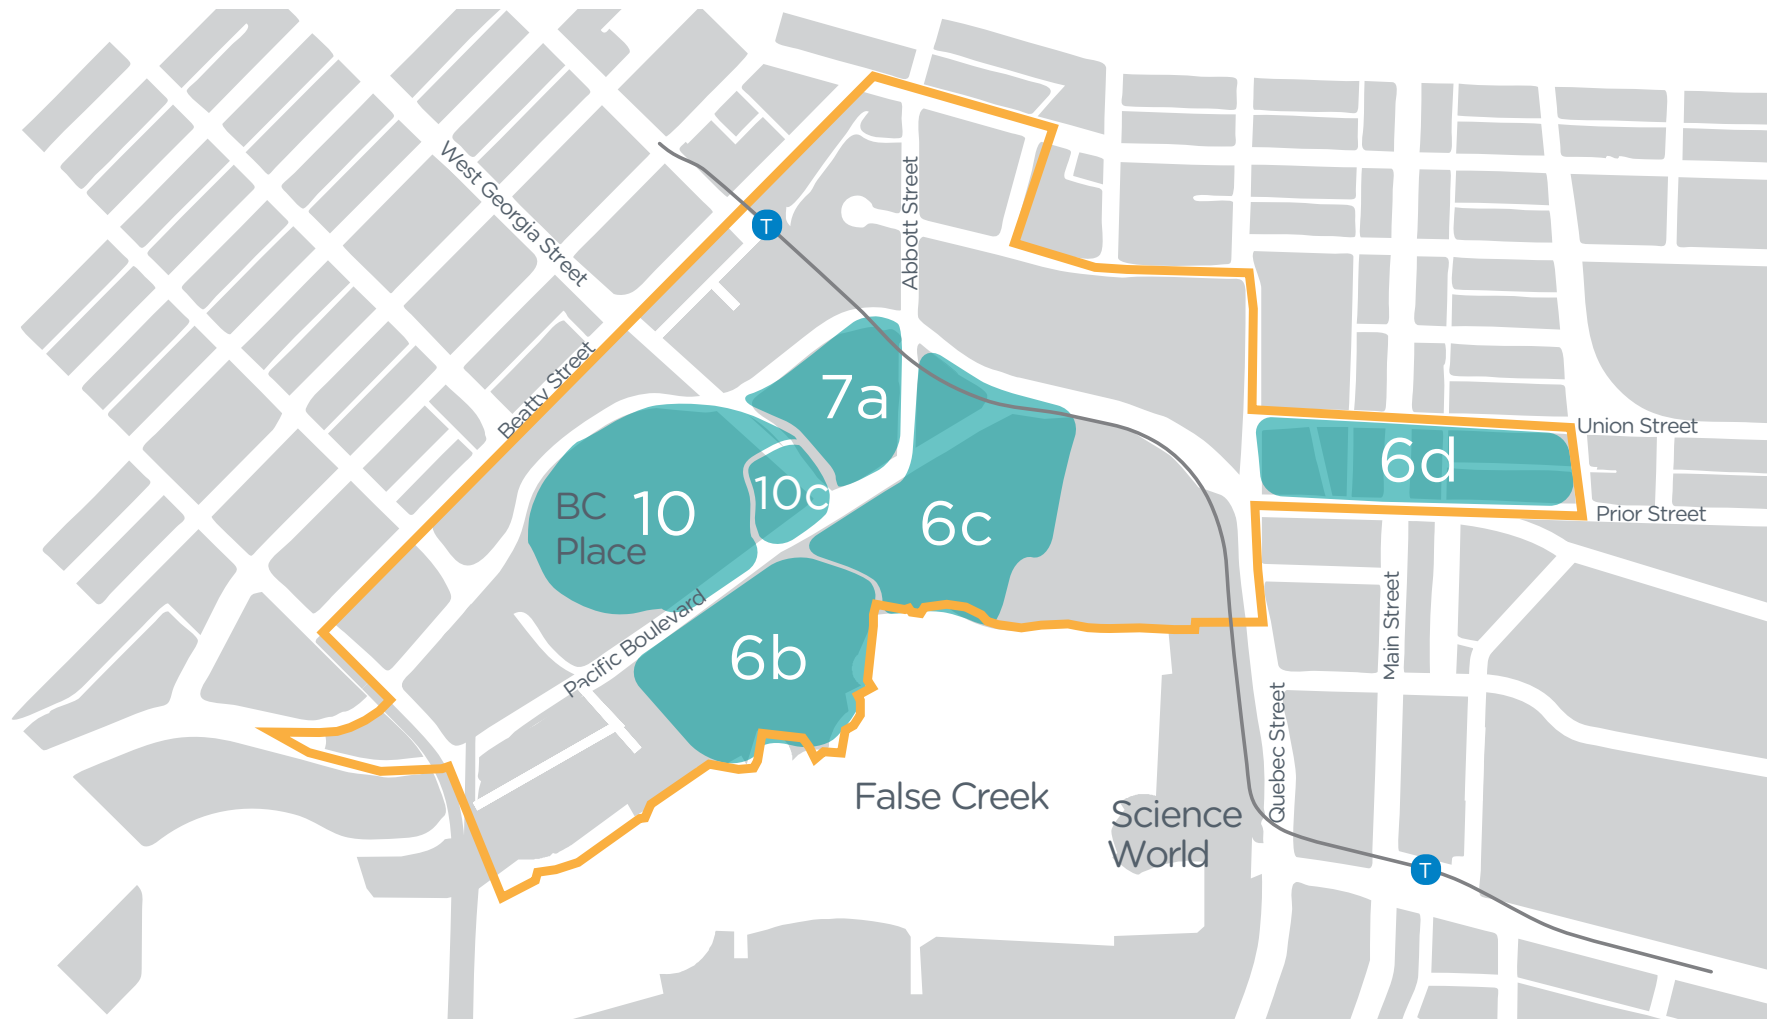 West Georgia Street
Abbott Street
T
Beatty Street
7a
Union Street
6d
BC
Place
10
10c
6c
Prior Street
Pacific Boulevard
6b
Main Street
Quebec Street
False Creek
Science
World
T